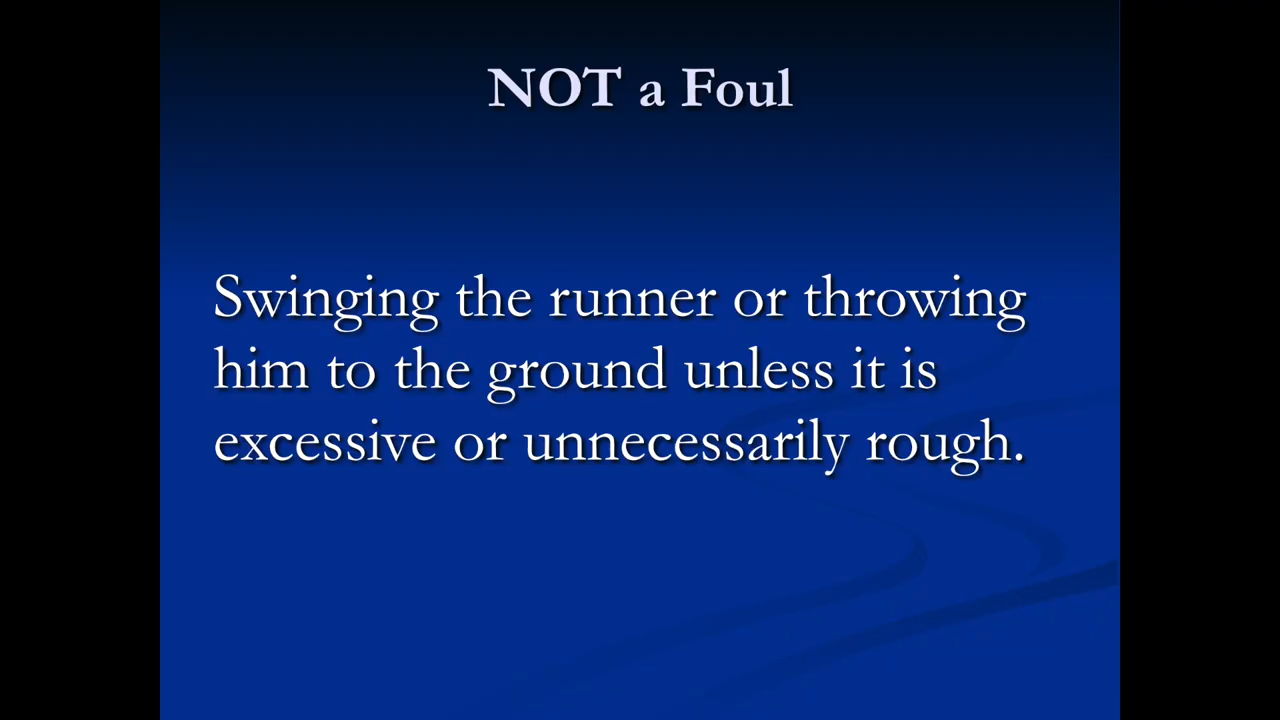 NOT a Foul
Swinging the runner or throwing
him to the ground unless it is
excessive or unnecessarily rough.